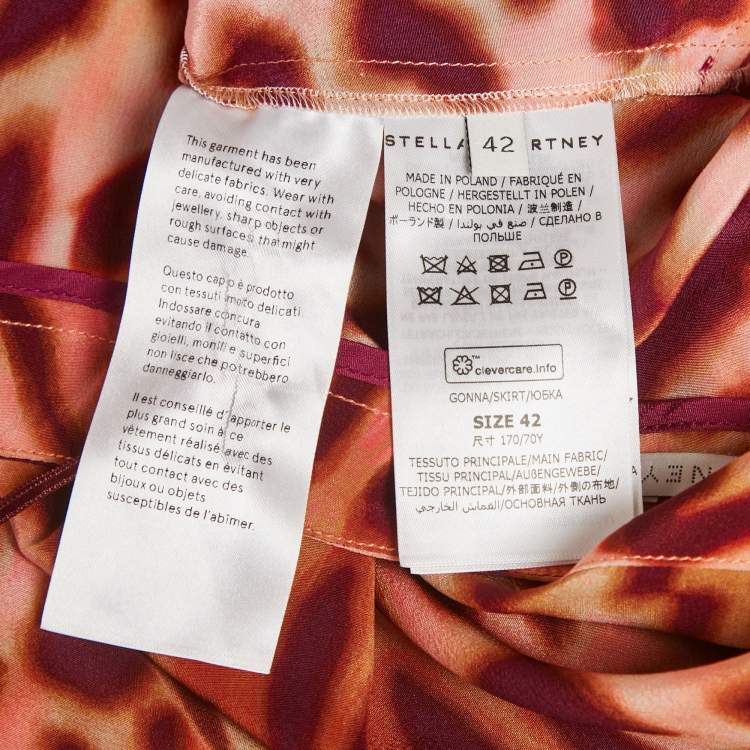 This garment has been
manufactured with very
delicate fabrics. Wear with
care, avoiding contact with
jewellery, sharp objects or
rough surfaces that might
cause damage.
Questo capo è prodotto
con tessuti molto delicati.
Indossare con cura
evitando il contatto con
gioielli, monili e superfici
non lisce che potrebbero
danneggiarlo.
Il est conseillé d'apporter le
plus grand soin à ce
vêtement réalisé avec des
tissus délicats en évitant
tout contact avec des
bijoux ou objets
susceptibles de l'abîmer.
STELLA RTNEY
42
MADE IN POLAND / FABRIQUÉ EN
POLOGNE / HERGESTELLT IN POLEN /
HECHO EN POLONIA / 波兰制造 /
ポーランド製 / صنع في بولندا / СДЕЛАНО В
ПОЛЬШЕ
clevercare.info
GONNA/SKIRT/ЮБКА
SIZE 42
尺寸 170/70Y
TESSUTO PRINCIPALE/MAIN FABRIC/
TISSU PRINCIPAL/AUßENGEWEBE/
TEJIDO PRINCIPAL/外部面料/外側の布地/
القماش الخارجي/ОСНОВНАЯ ТКАНЬ